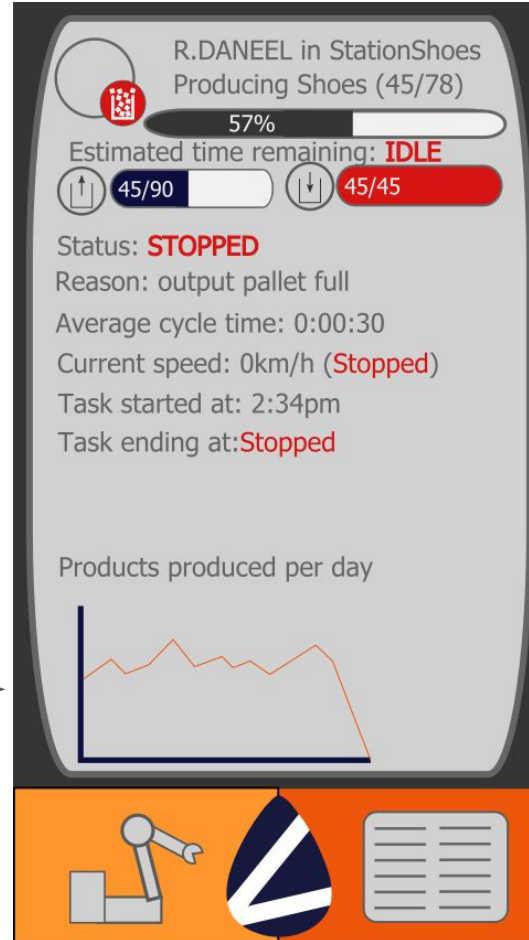 R.DANEEL in StationShoes
Producing Shoes (45/78)
57%
Estimated time remaining: IDLE
45/90
45/45
Status: STOPPED
Reason: output pallet full
Average cycle time: 0:00:30
Current speed: 0km/h (Stopped)
Task started at: 2:34pm
Task ending at:Stopped
Products produced per day